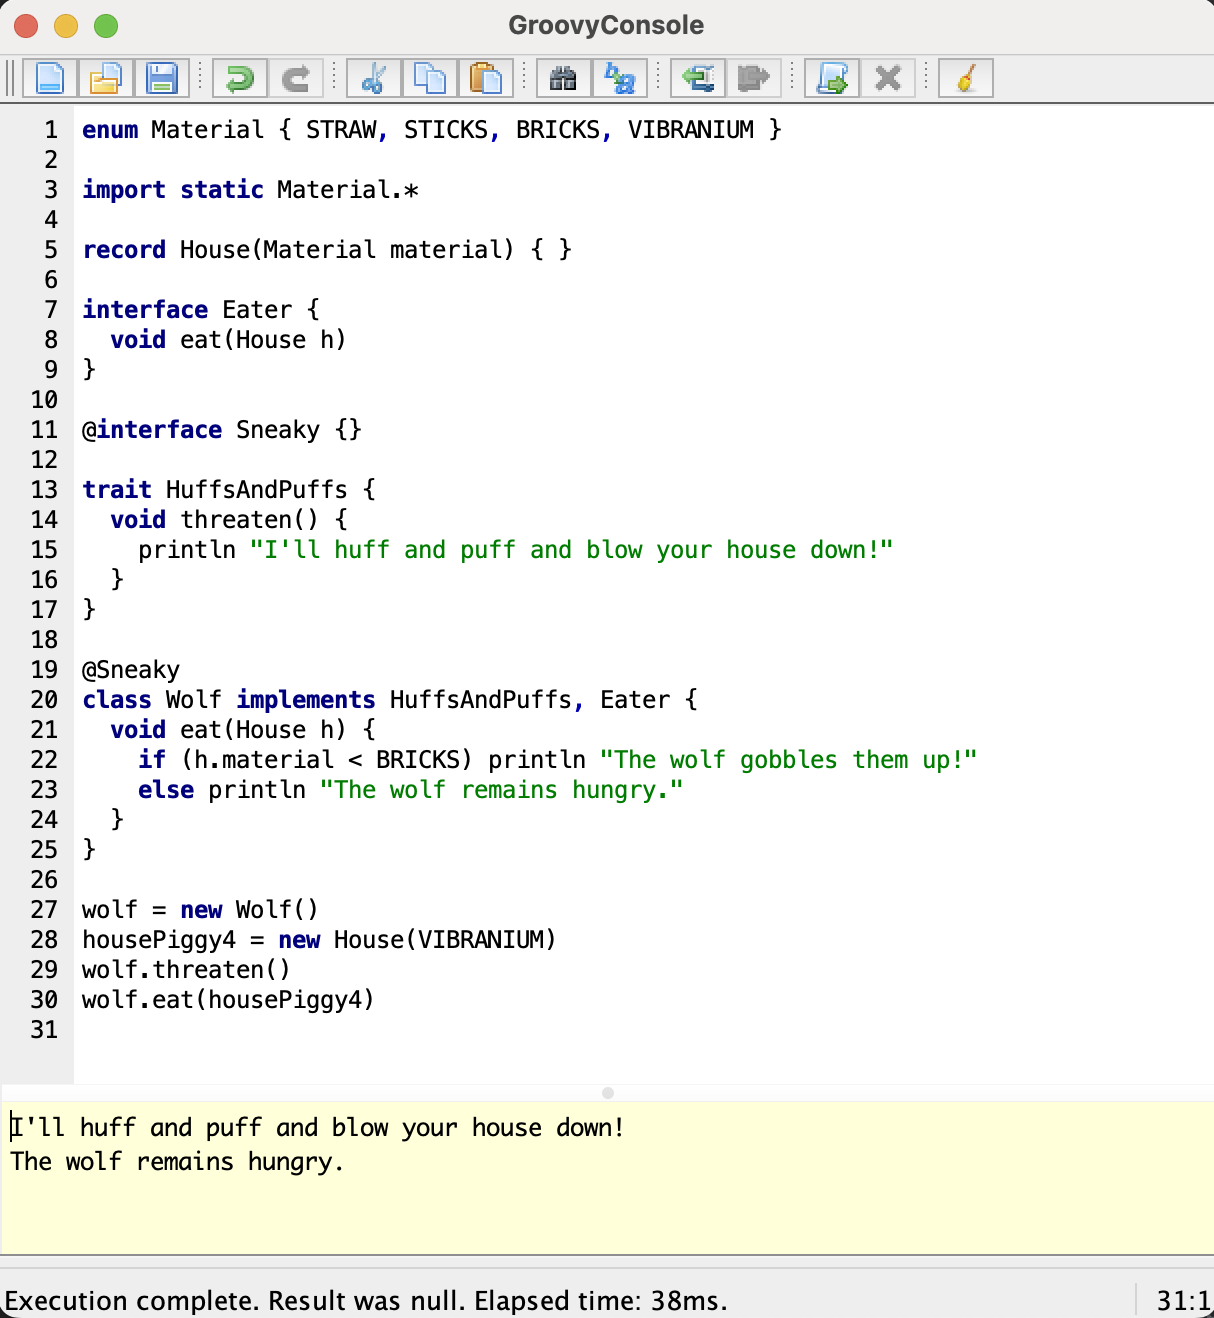 GroovyConsole
1 enum Material { STRAW, STICKS, BRICKS, VIBRANIUM }
2
3 import static Material.*
4
5 record House(Material material) { }
6
7 interface Eater {
8   void eat(House h)
9 }
10
11 @interface Sneaky {}
12
13 trait HuffsAndPuffs {
14   void threaten() {
15     println "I'll huff and puff and blow your house down!"
16   }
17 }
18
19 @Sneaky
20 class Wolf implements HuffsAndPuffs, Eater {
21   void eat(House h) {
22     if (h.material < BRICKS) println "The wolf gobbles them up!"
23     else println "The wolf remains hungry."
24   }
25 }
26
27 wolf = new Wolf()
28 housePiggy4 = new House(VIBRANIUM)
29 wolf.threaten()
30 wolf.eat(housePiggy4)
31
I'll huff and puff and blow your house down!
The wolf remains hungry.
Execution complete. Result was null. Elapsed time: 38ms. 31:1